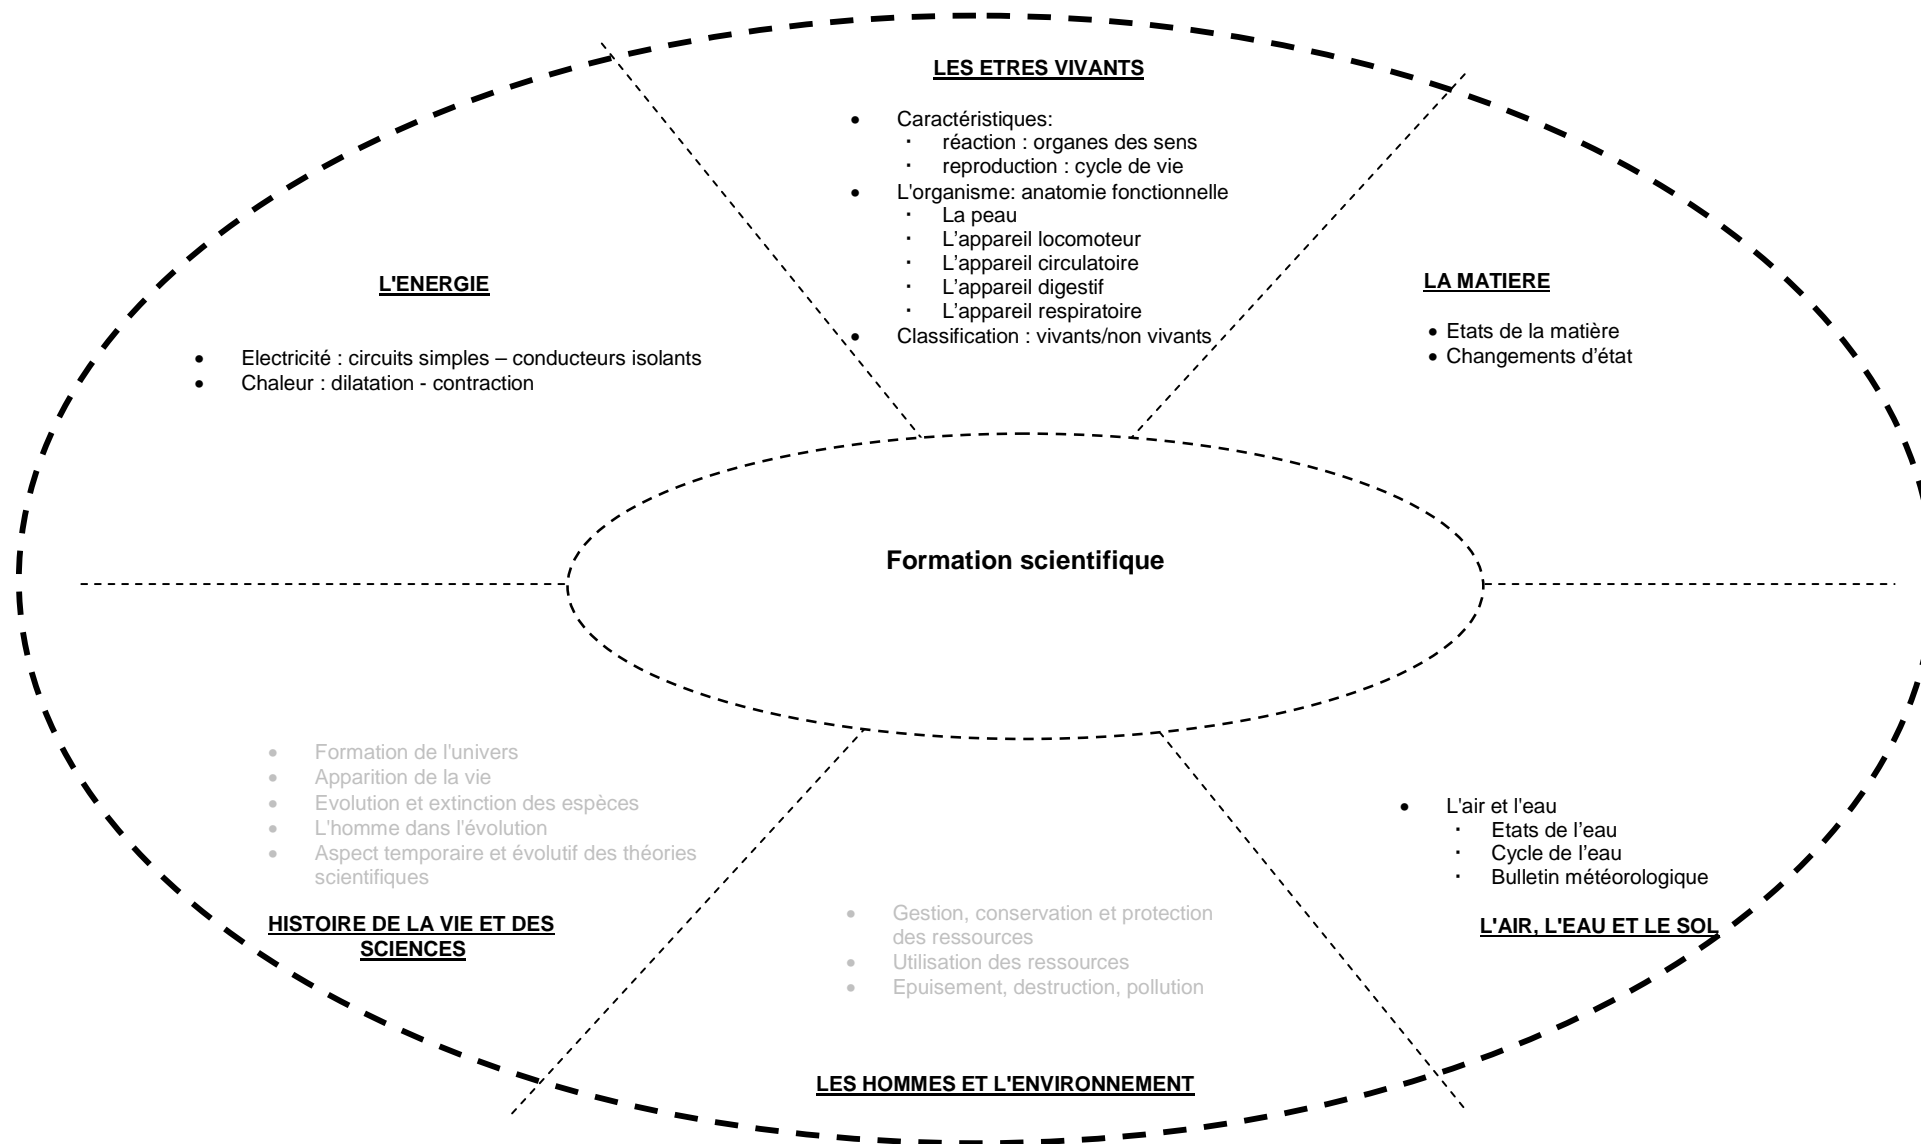 LES ETRES VIVANTS
• Caractéristiques:
· réaction : organes des sens
· reproduction : cycle de vie
• L'organisme: anatomie fonctionnelle
· La peau
· L’appareil locomoteur
· L’appareil circulatoire
· L’appareil digestif
· L’appareil respiratoire
• Classification : vivants/non vivants
L'ENERGIE
• Electricité : circuits simples – conducteurs isolants
• Chaleur : dilatation - contraction
LA MATIERE
• Etats de la matière
• Changements d’état
Formation scientifique
• Formation de l'univers
• Apparition de la vie
• Evolution et extinction des espèces
• L'homme dans l'évolution
• Aspect temporaire et évolutif des théories
scientifiques
HISTOIRE DE LA VIE ET DES
SCIENCES
• Gestion, conservation et protection
des ressources
• Utilisation des ressources
• Epuisement, destruction, pollution
LES HOMMES ET L'ENVIRONNEMENT
• L'air et l'eau
· Etats de l’eau
· Cycle de l’eau
· Bulletin météorologique
L'AIR, L'EAU ET LE SOL